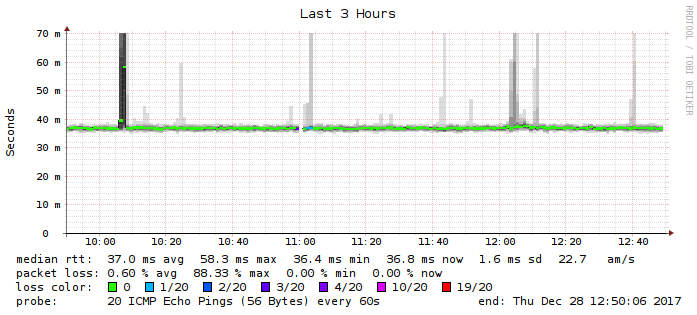 Last 3 Hours
RRDTOOL / TOBI OETIKER
Seconds
70 m
60 m
50 m
40 m
30 m
20 m
10 m
0
10:00 10:20 10:40 11:00 11:20 11:40 12:00 12:20 12:40
median rtt: 37.0 ms avg 58.3 ms max 36.4 ms min 36.8 ms now 1.6 ms sd 22.7 am/s
packet loss: 0.60 % avg 88.33 % max 0.00 % min 0.00 % now
loss color: 0 1/20 2/20 3/20 4/20 10/20 19/20
probe: 20 ICMP Echo Pings (56 Bytes) every 60s end: Thu Dec 28 12:50:06 2017